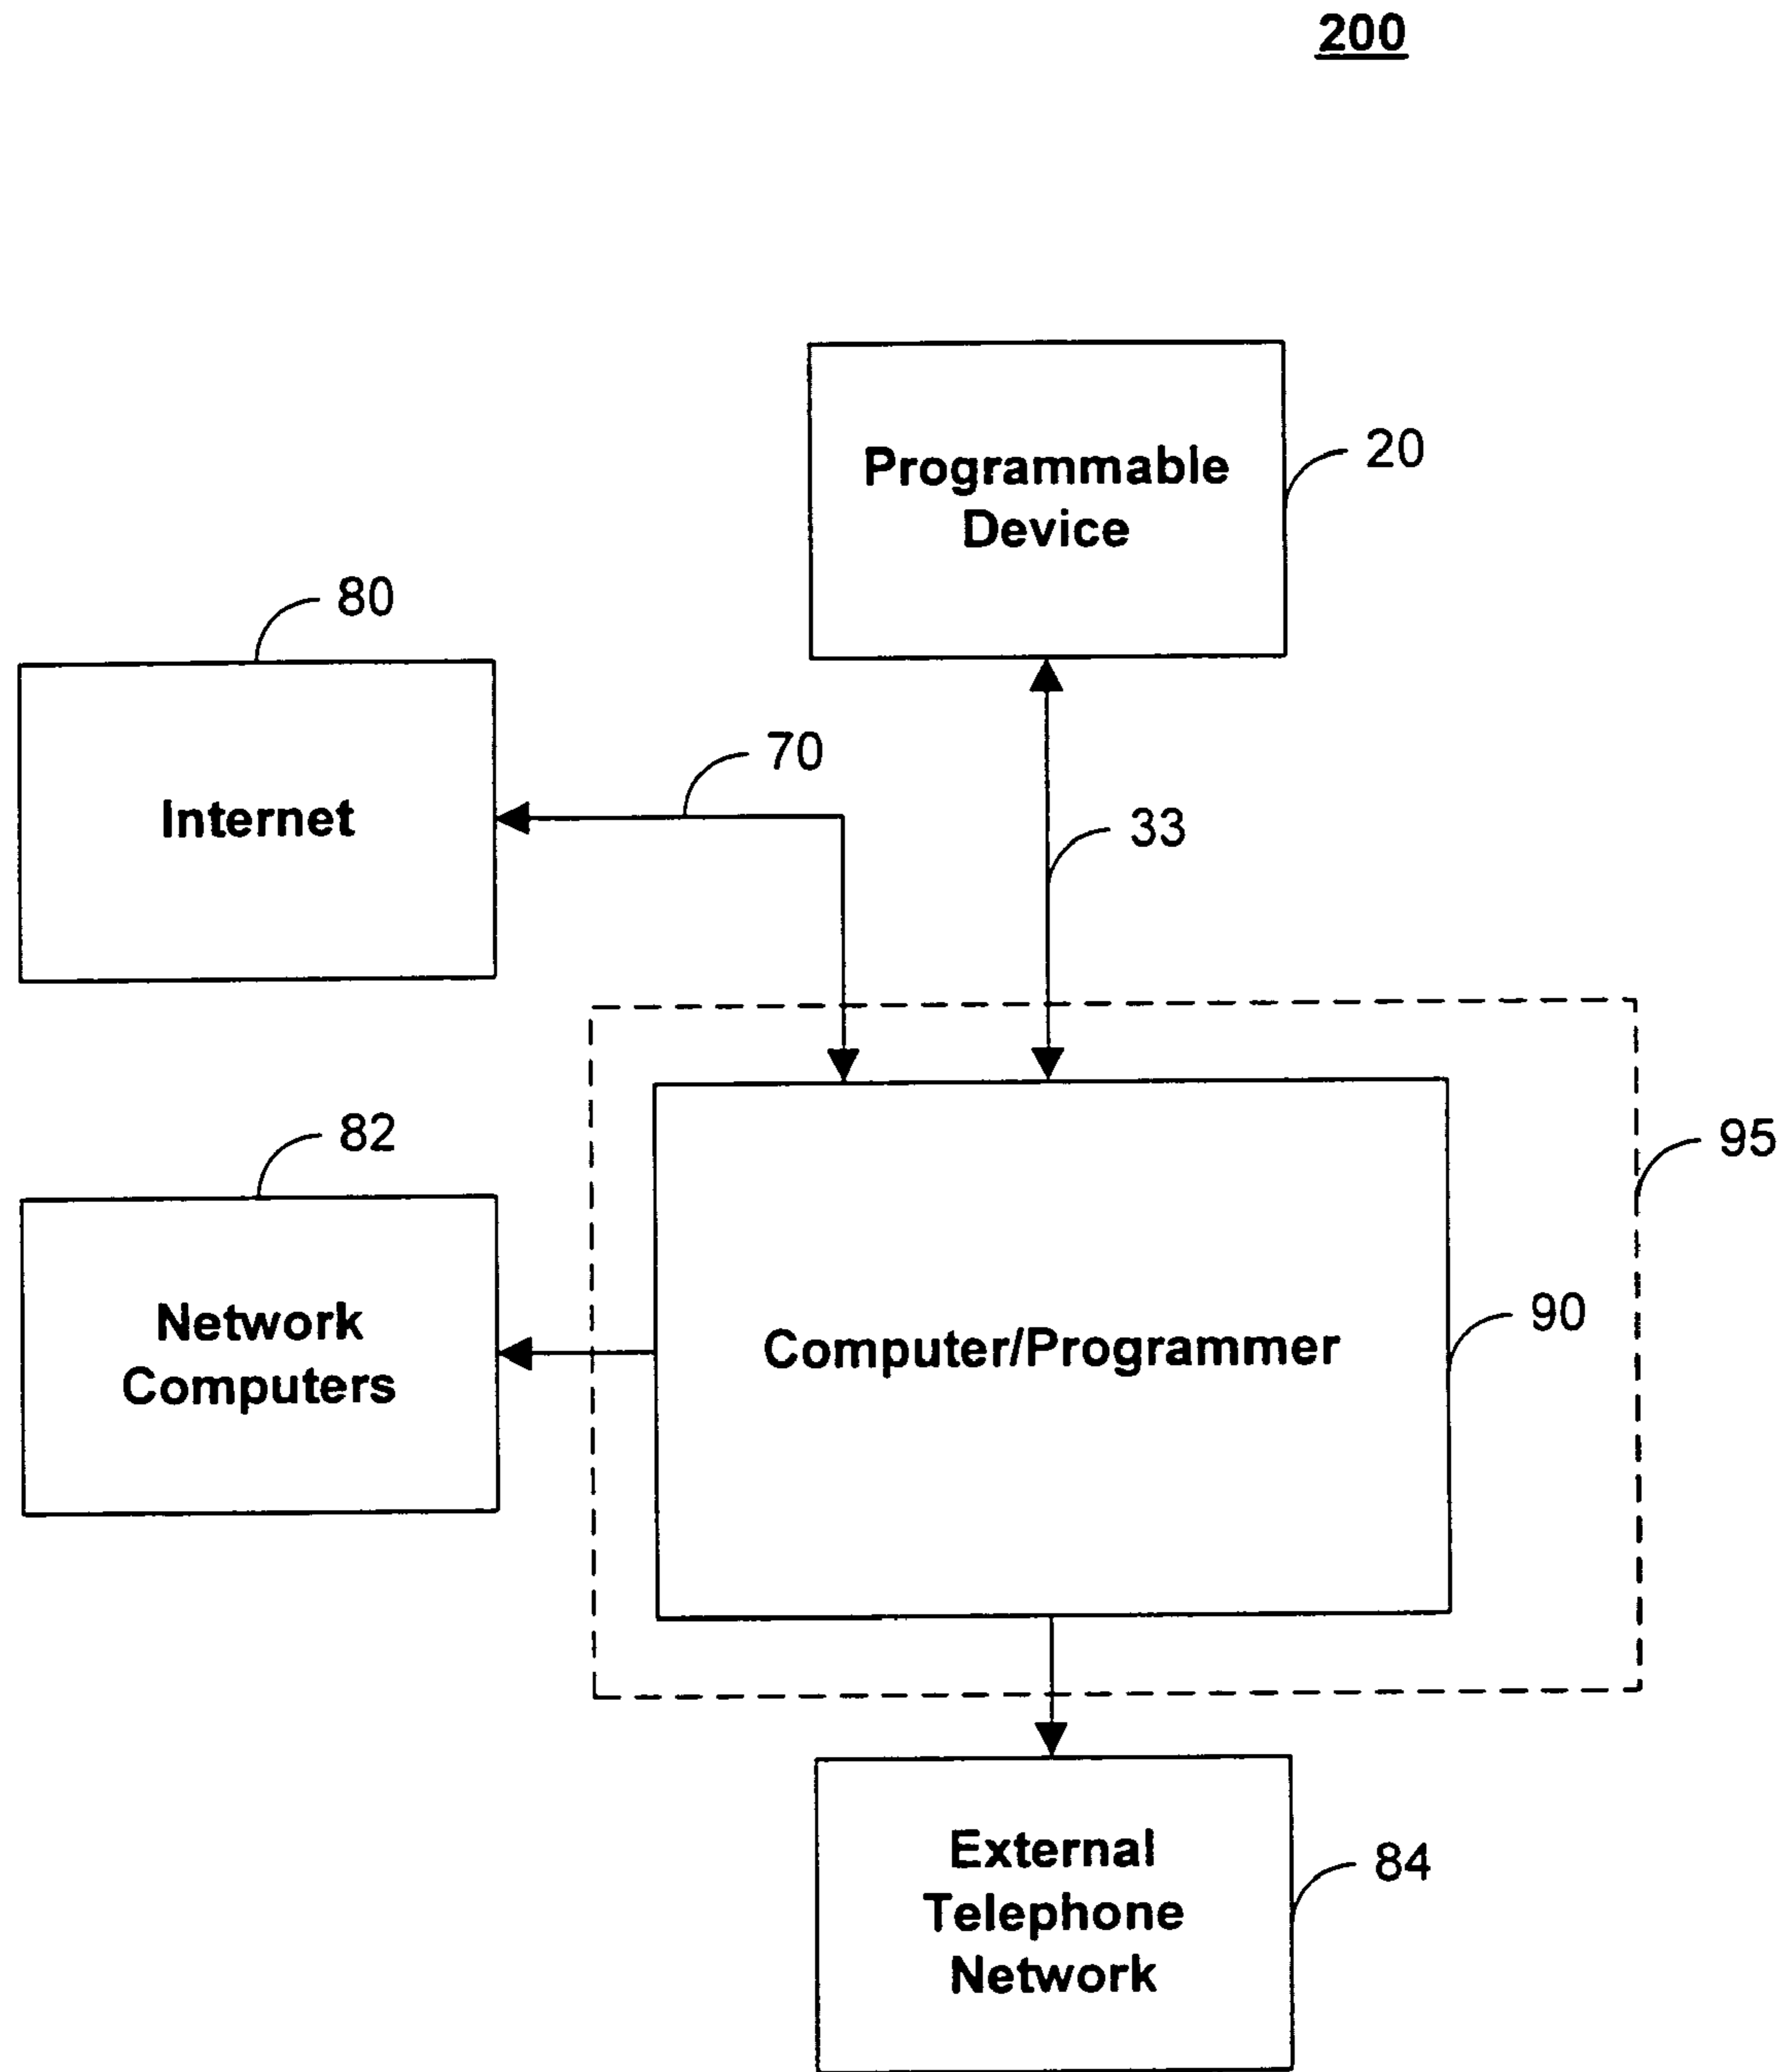 200
Programmable
Device
20
80
Internet
70
33
82
Network
Computers
95
Computer/Programmer
90
External
Telephone
Network
84